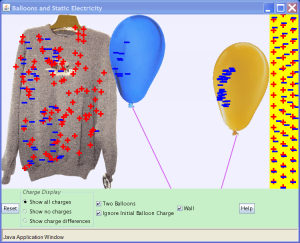 Balloons and Static Electricity
Charge Display
Show all charges
Show no charges
Show charge differences
Reset
Two Balloons
Ignore Initial Balloon Charge
Wall
Help
Java Application Window